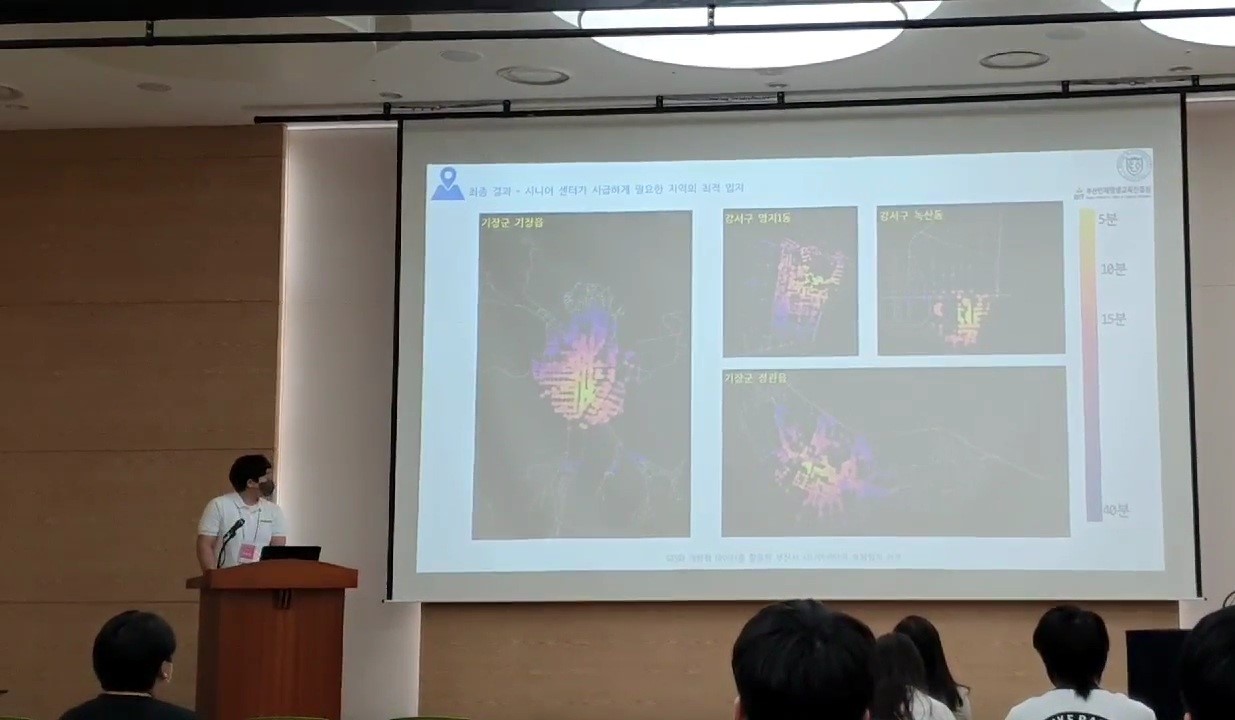 최종 결과 - 시니어 센터가 시급하게 필요한 지역의 최적 입지
부산인재평생교육진흥원
기장군 기장읍
강서구 명지1동
강서구 녹산동
기장군 정관읍
5분
10분
15분
40분